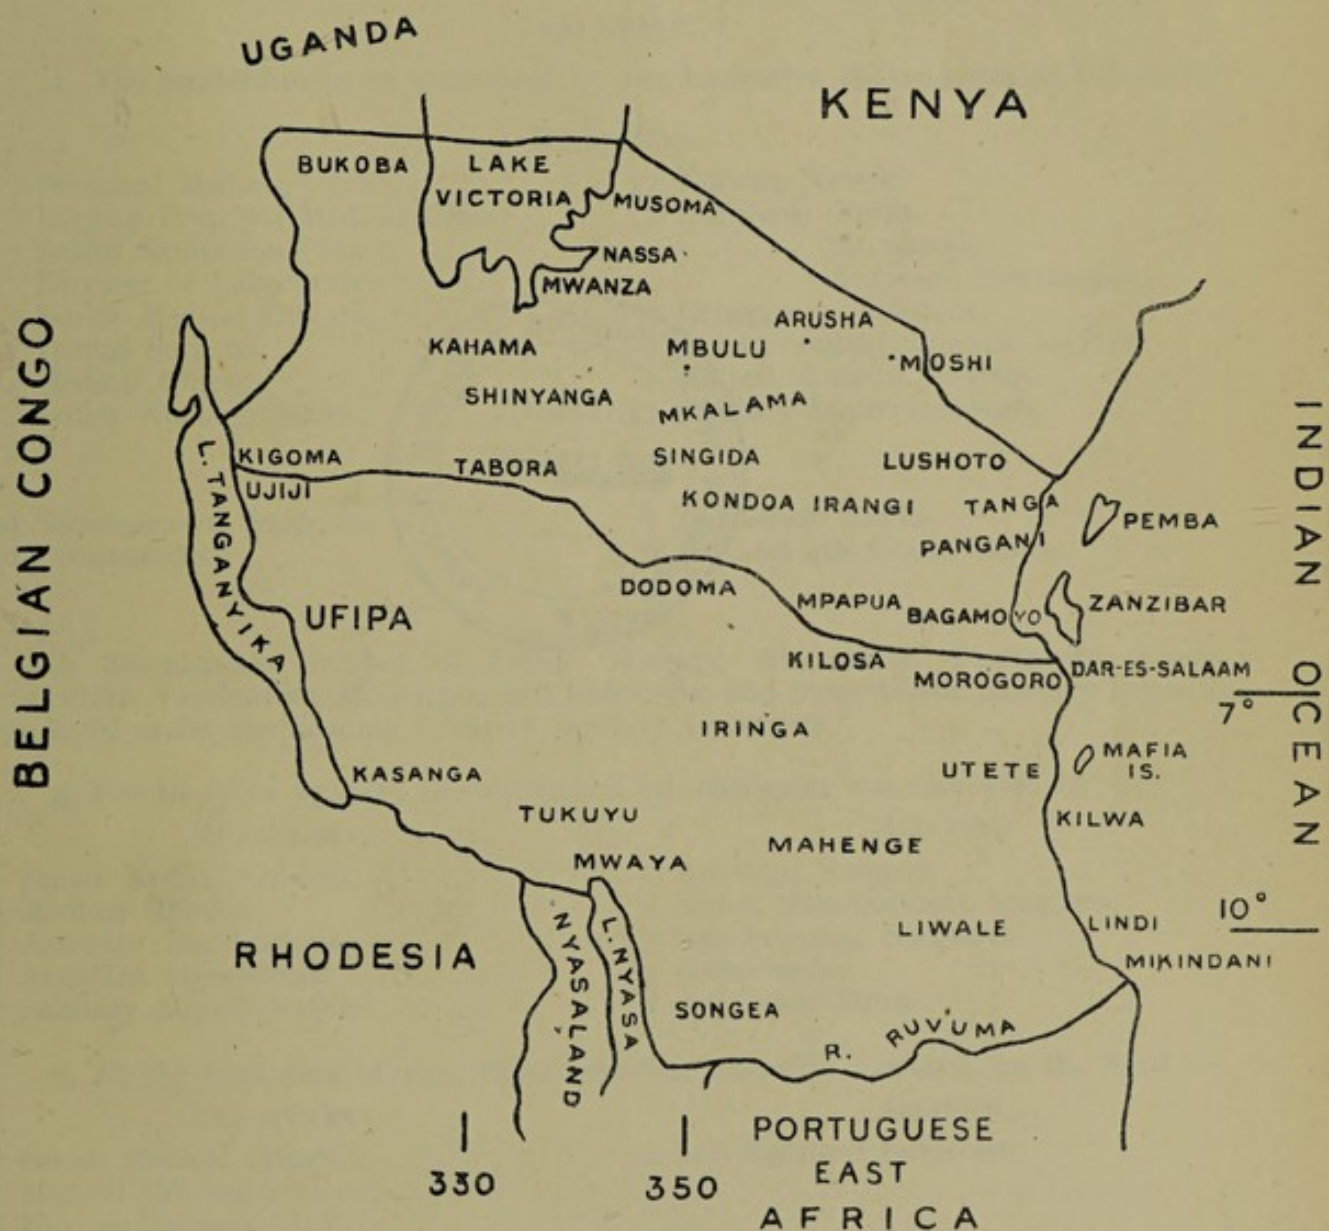 UGANDA
KENYA
BUKOBA
LAKE
VICTORIA
MUSOMA
NASSA
MWANZA
ARUSHA
KAHAMA
MBULU
MOSHI
SHINYANGA
MKALAMA
BELGIAN CONGO
INDIAN OCEAN
L. TANGANYIKA
KIGOMA
UJIJI
TABORA
SINGIDA
LUSHOTO
KONDOA IRANGI
TANGA
PANGANI
PEMBA
DODOMA
MPAPUA
BAGAMOYO
ZANZIBAR
UFIPA
KILOSA
MOROGORO
DAR-ES-SALAAM
7°
IRINGA
UTETE
MAFIA
IS.
KASANGA
TUKUYU
KILWA
MWAYA
MAHENGE
10°
LIWALE
LINDI
RHODESIA
NYASALAND
L. NYASA
MIKINDANI
SONGEA
R. RUVUMA
330
350
PORTUGUESE
EAST
AFRICA